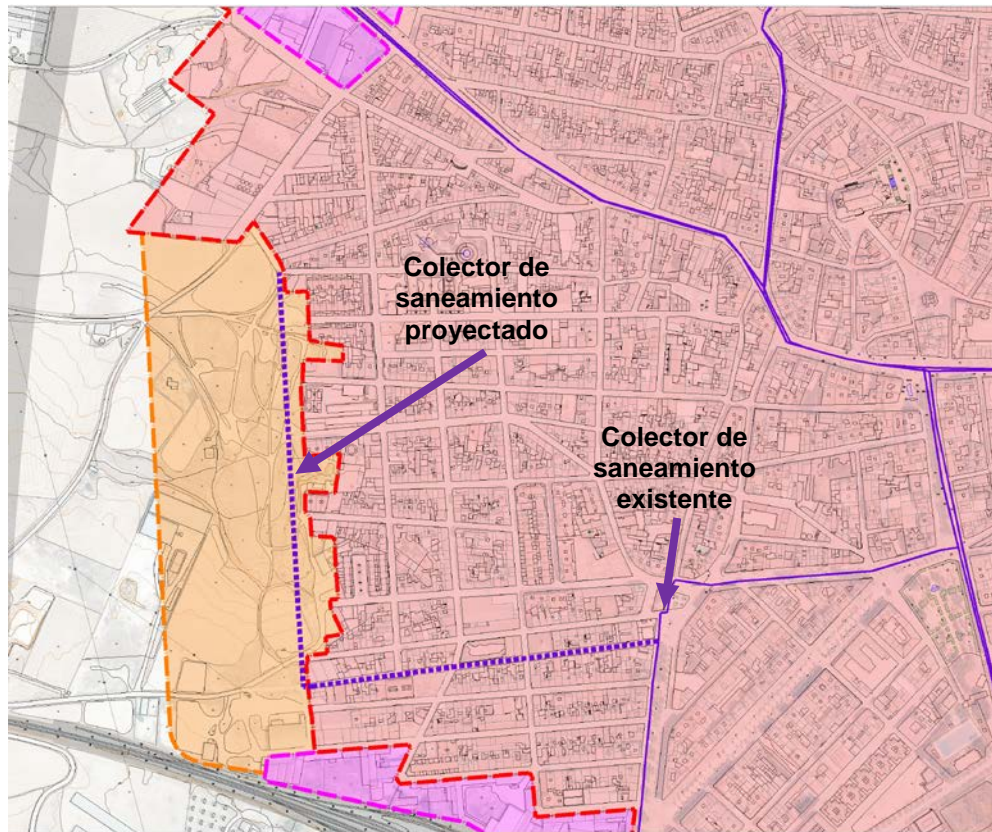 Colector de
saneamiento
proyectado
Colector de
saneamiento
existente